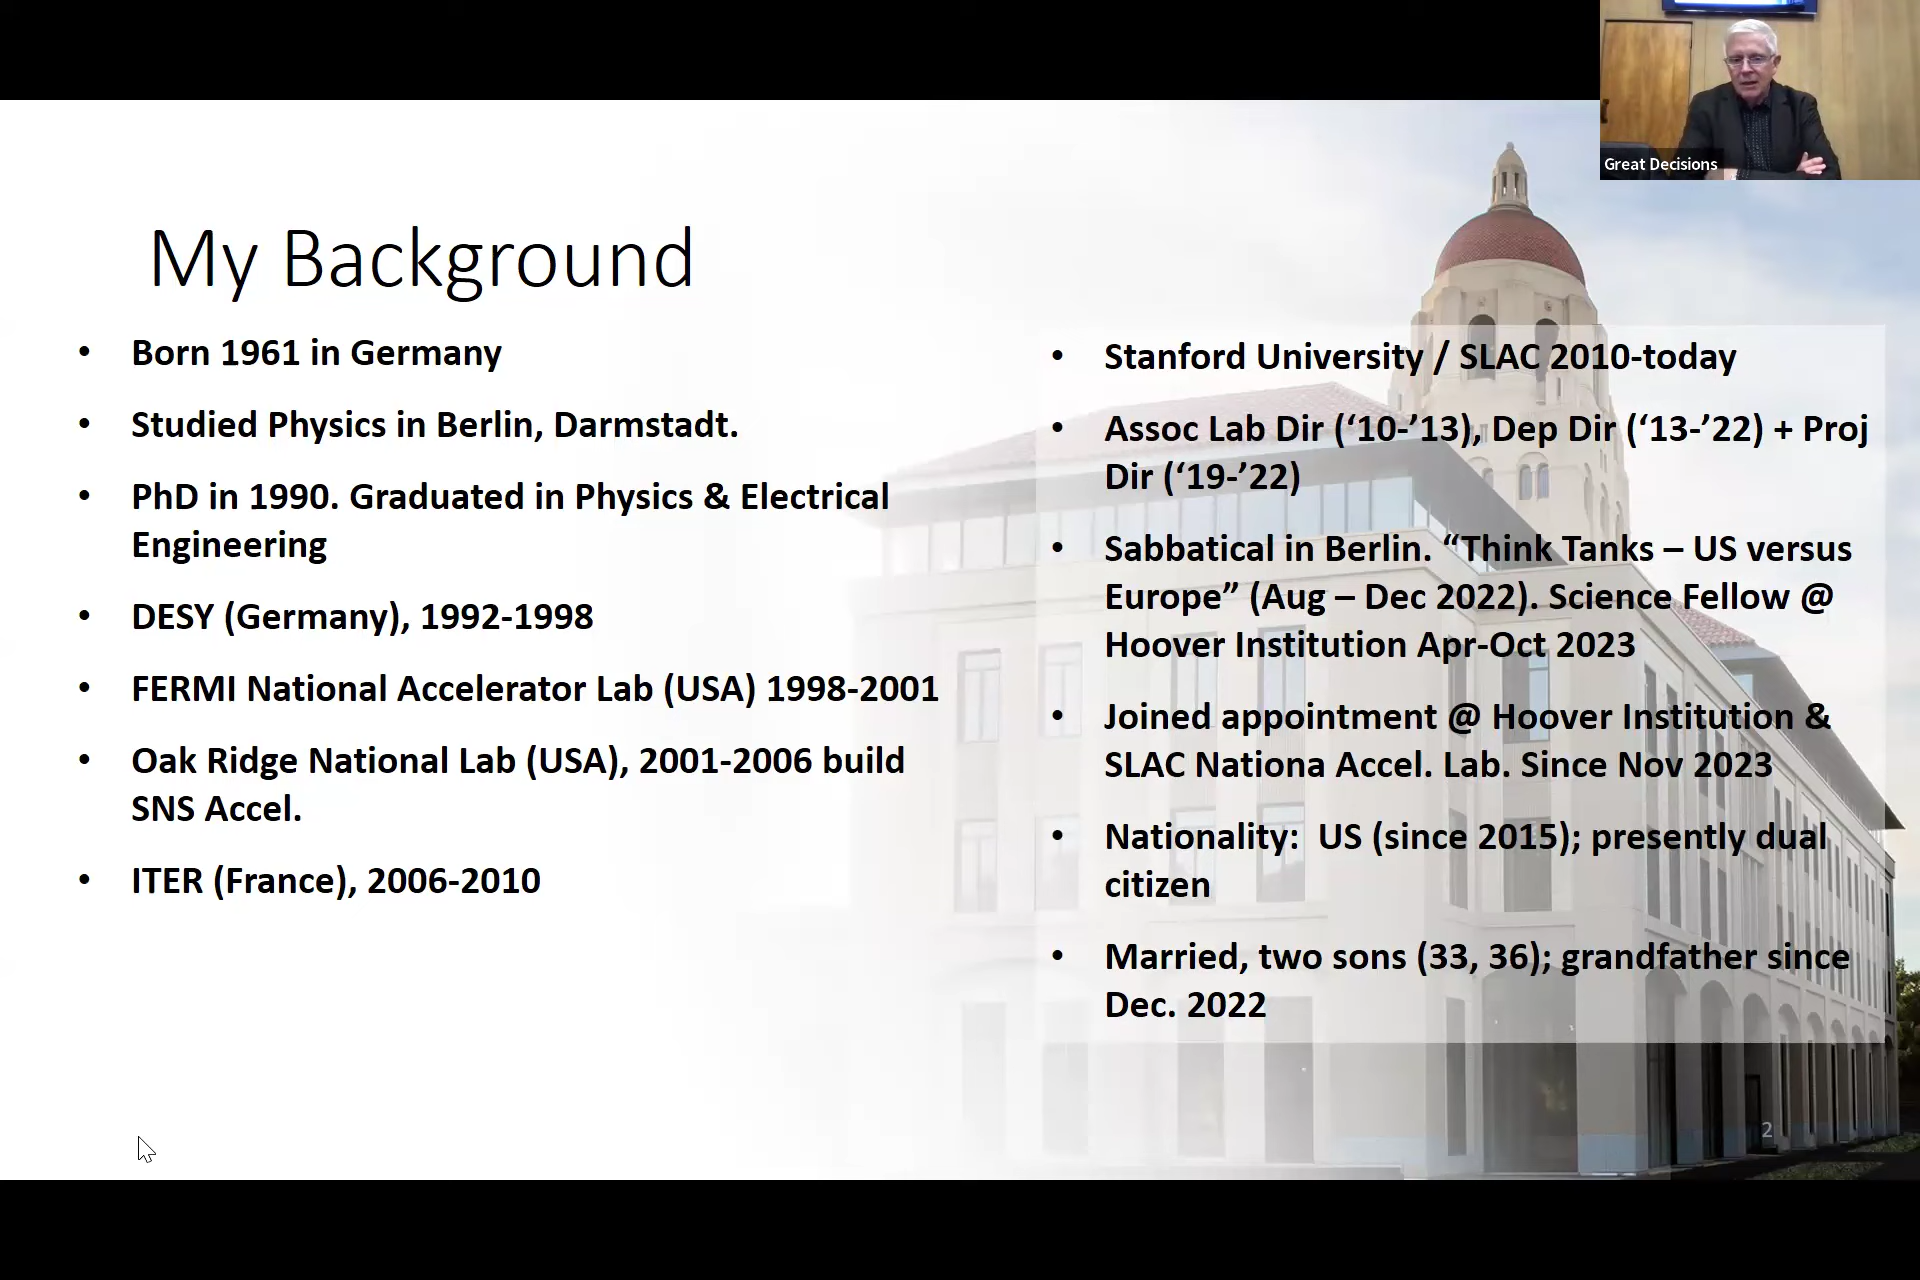 Great Decisions
My Background
• Born 1961 in Germany
• Studied Physics in Berlin, Darmstadt.
• PhD in 1990. Graduated in Physics & Electrical
Engineering
• DESY (Germany), 1992-1998
• FERMI National Accelerator Lab (USA) 1998-2001
• Oak Ridge National Lab (USA), 2001-2006 build
SNS Accel.
• ITER (France), 2006-2010
• Stanford University / SLAC 2010-today
• Assoc Lab Dir (‘10-’13), Dep Dir (‘13-’22) + Proj
Dir (‘19-’22)
• Sabbatical in Berlin. “Think Tanks – US versus
Europe” (Aug – Dec 2022). Science Fellow @
Hoover Institution Apr-Oct 2023
• Joined appointment @ Hoover Institution &
SLAC Nationa Accel. Lab. Since Nov 2023
• Nationality:  US (since 2015); presently dual
citizen
• Married, two sons (33, 36); grandfather since
Dec. 2022
2